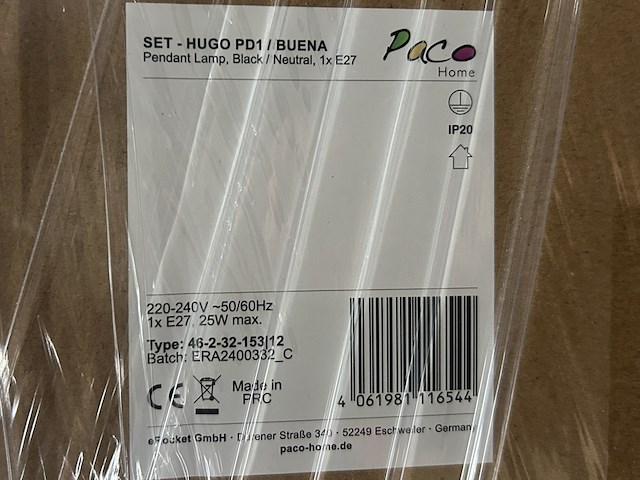 SET - HUGO PD1 / BUENA
Pendant Lamp, Black / Neutral, 1x E27
Paco
Home
IP20
220-240V ~50/60Hz
1x E27, 25W max.
Type: 46-2-32-153|12
Batch: ERA2400332_C
CE
Made in
PRC
4 061981 116544
eRocket GmbH · Dürener Straße 340 · 52249 Eschweiler · German
paco-home.de